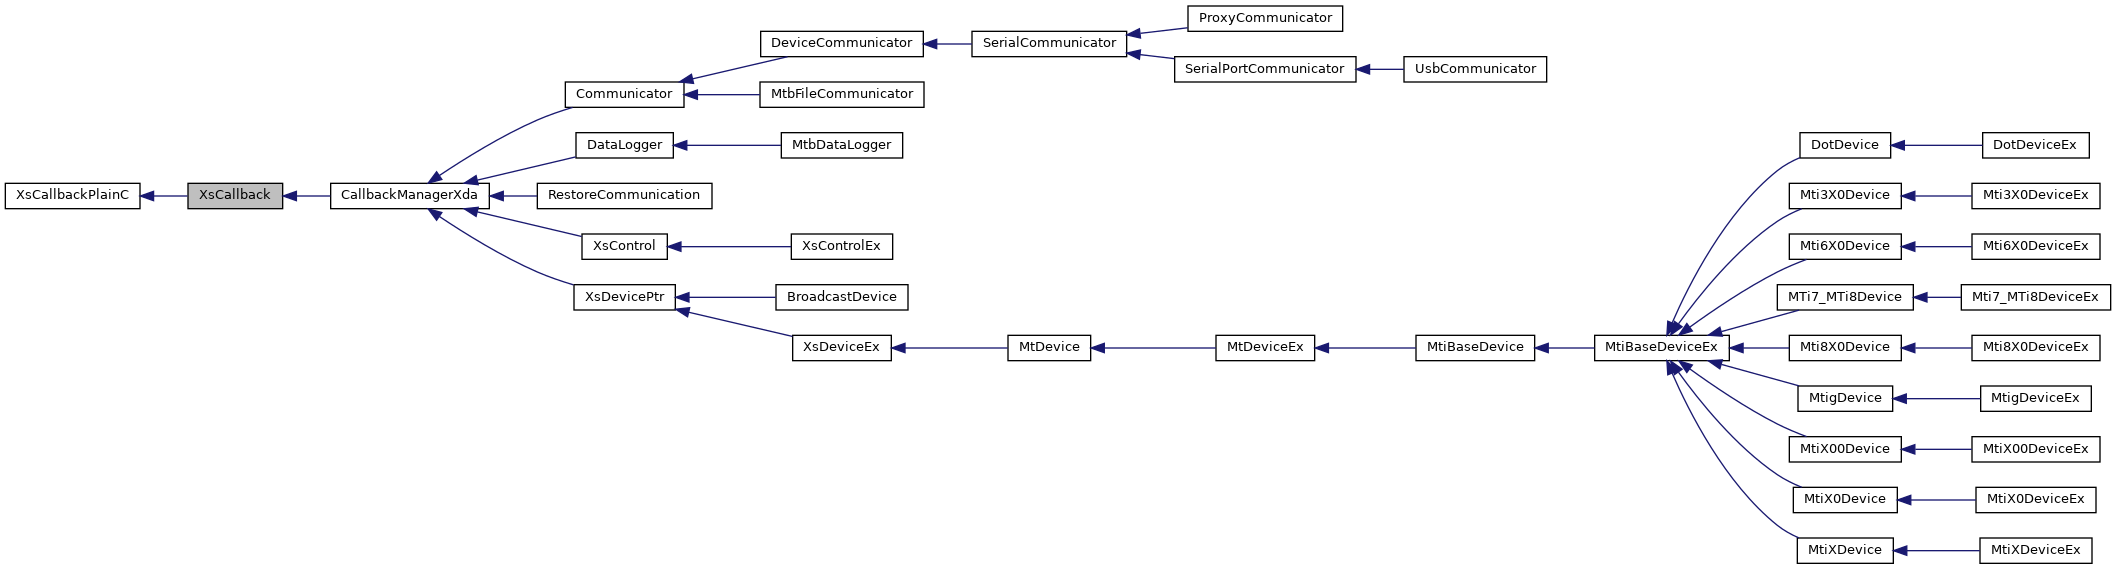 ProxyCommunicator
DeviceCommunicator
SerialCommunicator
SerialPortCommunicator
UsbCommunicator
Communicator
MtbFileCommunicator
DataLogger
MtbDataLogger
XsCallbackPlainC
XsCallback
CallbackManagerXda
RestoreCommunication
XsControl
XsControlEx
XsDevicePtr
BroadcastDevice
XsDeviceEx
MtDevice
MtDeviceEx
MtiBaseDevice
MtiBaseDeviceEx
DotDevice
DotDeviceEx
Mti3X0Device
Mti3X0DeviceEx
Mti6X0Device
Mti6X0DeviceEx
MTi7_MTi8Device
Mti7_MTi8DeviceEx
Mti8X0Device
Mti8X0DeviceEx
MtigDevice
MtigDeviceEx
MtiX00Device
MtiX00DeviceEx
MtiX0Device
MtiX0DeviceEx
MtiXDevice
MtiXDeviceEx